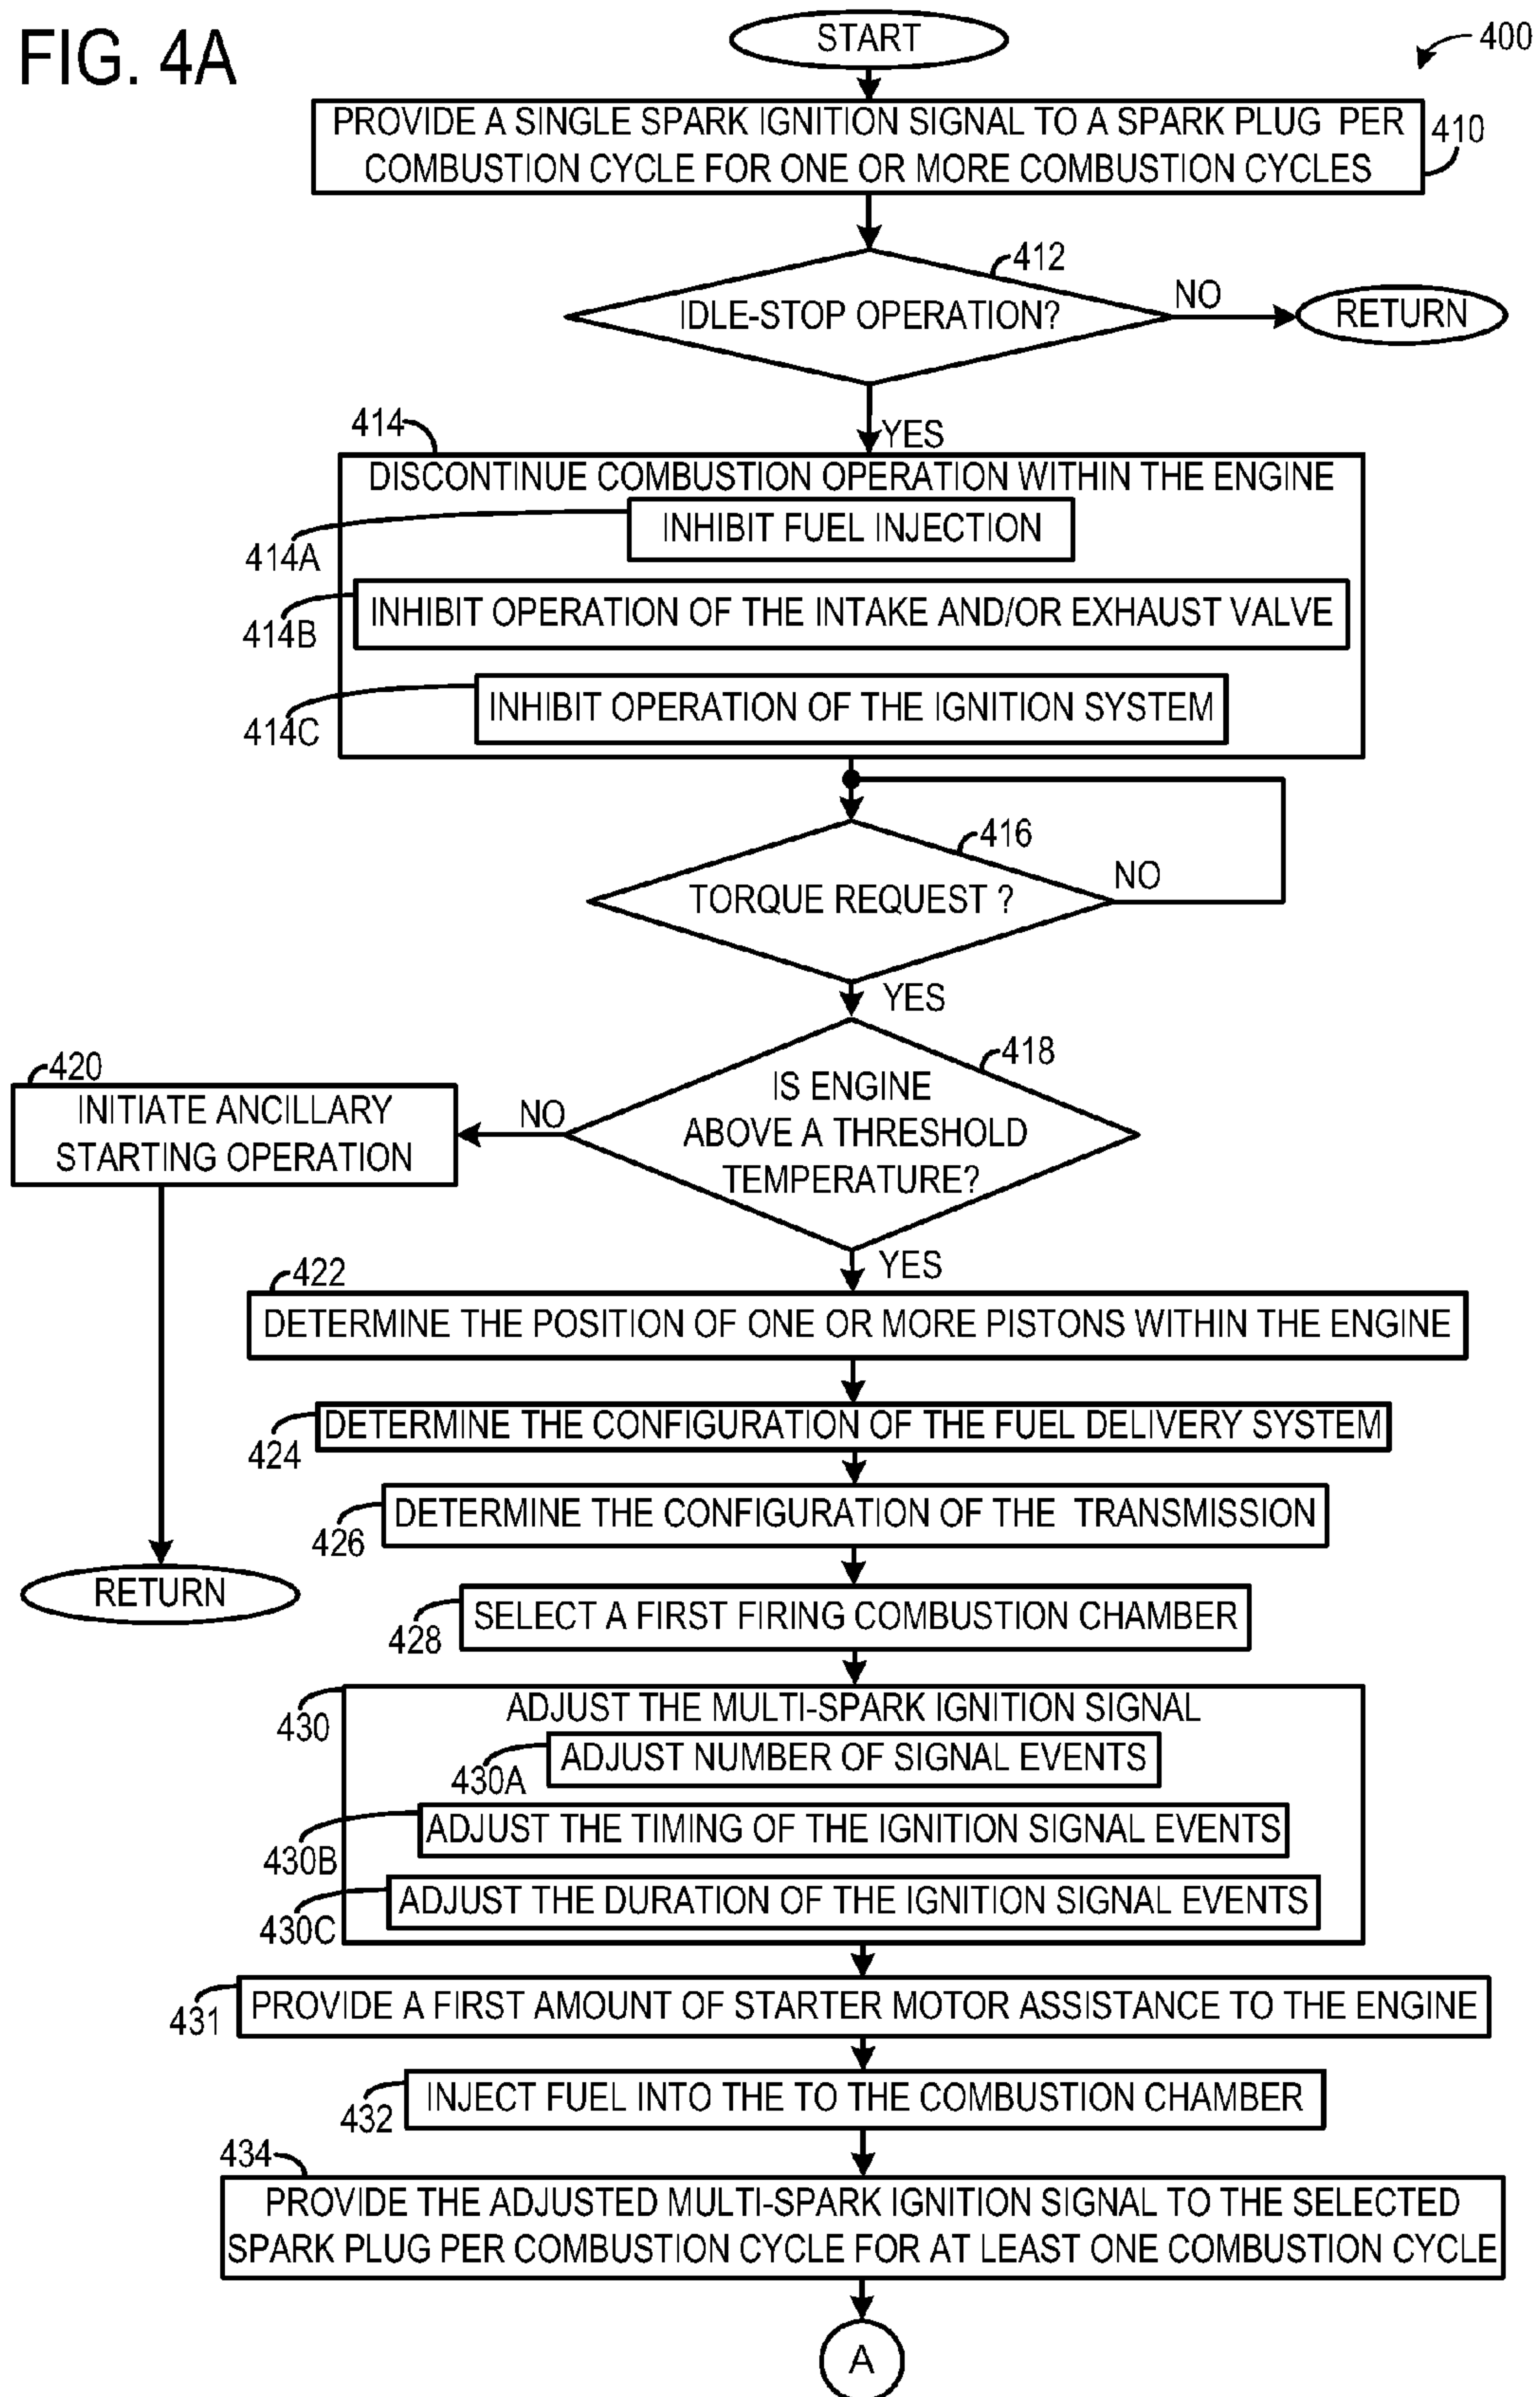 FIG. 4A
START
400
PROVIDE A SINGLE SPARK IGNITION SIGNAL TO A SPARK PLUG PER
COMBUSTION CYCLE FOR ONE OR MORE COMBUSTION CYCLES
410
412
IDLE-STOP OPERATION?
NO
RETURN
YES
414
DISCONTINUE COMBUSTION OPERATION WITHIN THE ENGINE
INHIBIT FUEL INJECTION
414A
INHIBIT OPERATION OF THE INTAKE AND/OR EXHAUST VALVE
414B
INHIBIT OPERATION OF THE IGNITION SYSTEM
414C
416
TORQUE REQUEST ?
NO
YES
418
IS ENGINE
ABOVE A THRESHOLD
TEMPERATURE?
NO
420
INITIATE ANCILLARY
STARTING OPERATION
RETURN
YES
422
DETERMINE THE POSITION OF ONE OR MORE PISTONS WITHIN THE ENGINE
DETERMINE THE CONFIGURATION OF THE FUEL DELIVERY SYSTEM
424
DETERMINE THE CONFIGURATION OF THE TRANSMISSION
426
SELECT A FIRST FIRING COMBUSTION CHAMBER
428
ADJUST THE MULTI-SPARK IGNITION SIGNAL
430
ADJUST NUMBER OF SIGNAL EVENTS
430A
ADJUST THE TIMING OF THE IGNITION SIGNAL EVENTS
430B
ADJUST THE DURATION OF THE IGNITION SIGNAL EVENTS
430C
PROVIDE A FIRST AMOUNT OF STARTER MOTOR ASSISTANCE TO THE ENGINE
431
INJECT FUEL INTO THE TO THE COMBUSTION CHAMBER
432
434
PROVIDE THE ADJUSTED MULTI-SPARK IGNITION SIGNAL TO THE SELECTED
SPARK PLUG PER COMBUSTION CYCLE FOR AT LEAST ONE COMBUSTION CYCLE
A